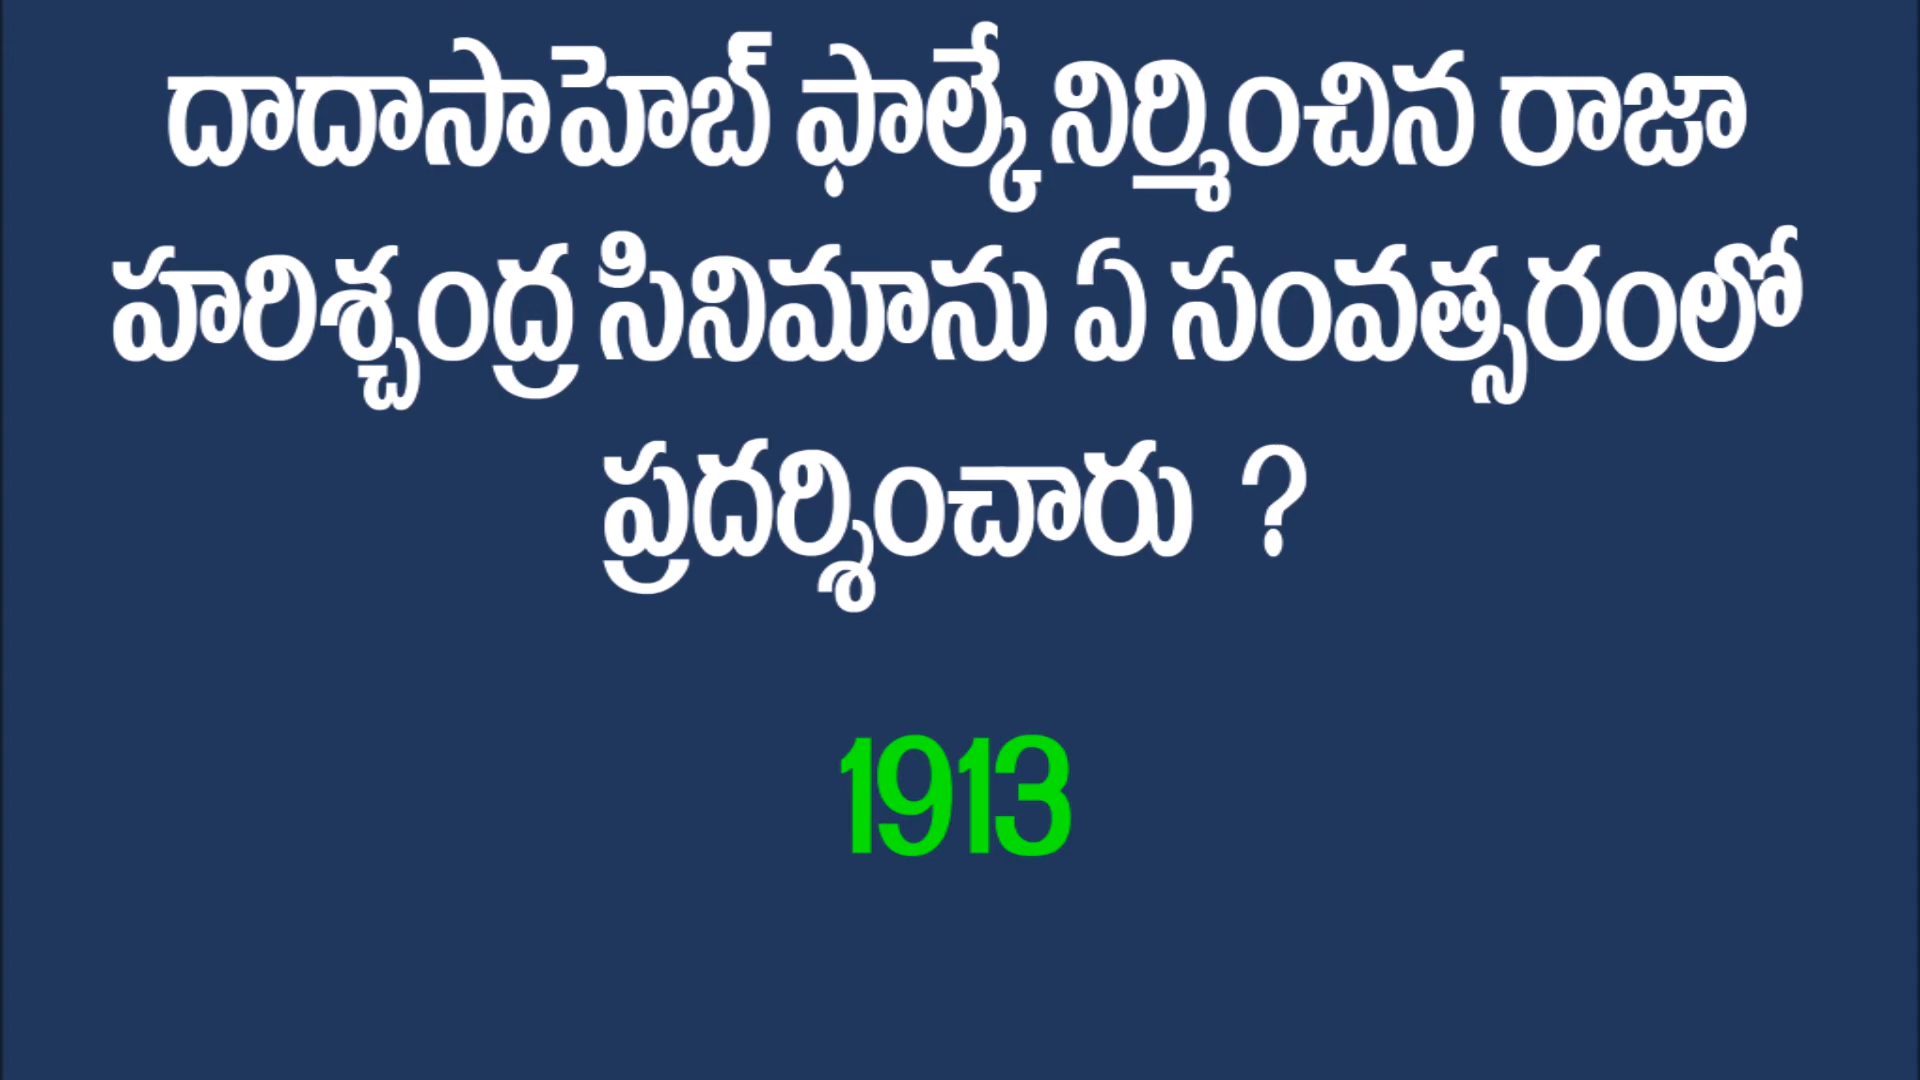 దాదాసాహెబ్ ఫాల్కే నిర్మించిన రాజా
హరిశ్చంద్ర సినిమాను ఏ సంవత్సరంలో
ప్రదర్శించారు ?
1913